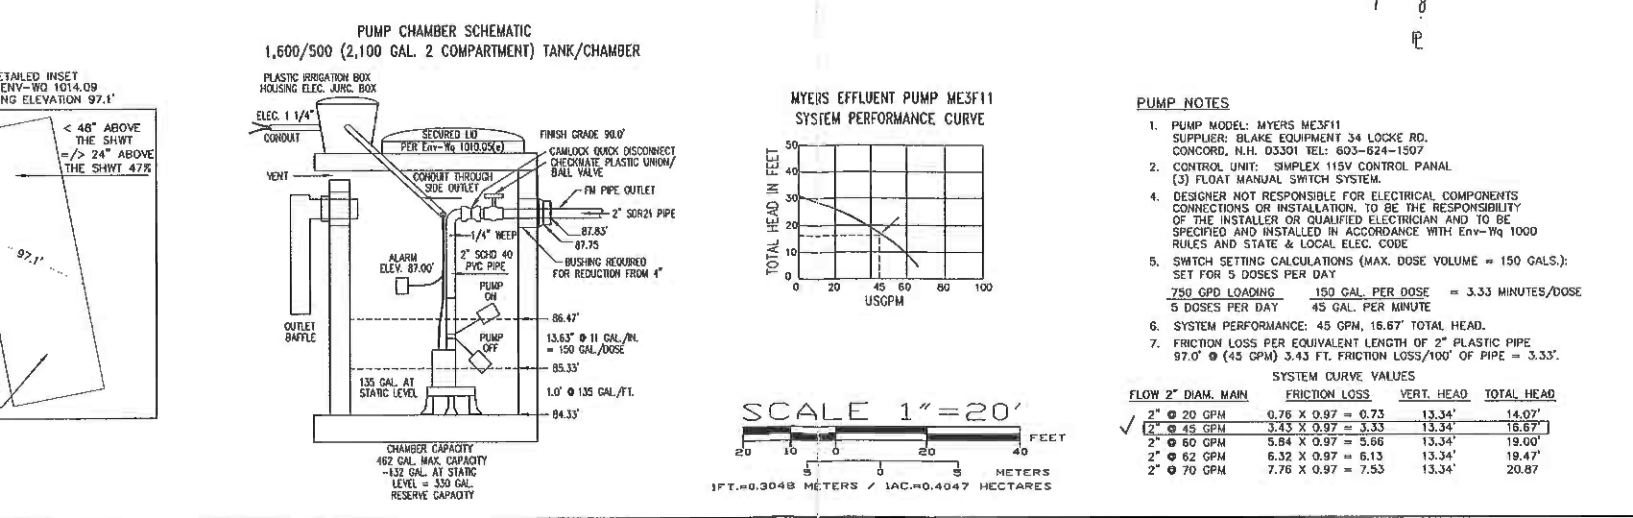 ETAILED INSET
ENV-WQ 1014.09
NG ELEVATION 97.1'
< 48" ABOVE
THE SHWT
=/> 24" ABOVE
THE SHWT 47%
97.1'
PUMP CHAMBER SCHEMATIC
1,600/500 (2,100 GAL. 2 COMPARTMENT) TANK/CHAMBER
PLASTIC IRRIGATION BOX
HOUSING ELEC. JUNC. BOX
ELEC. 1 1/4"
CONDUIT
SECURED LID
PER Env-Wq 1010.05(e)
FINISH GRADE 90.0'
CAMLOCK QUICK DISCONNECT
CHECKMATE PLASTIC UNION/
BALL VALVE
VENT
CONDUIT THROUGH
SIDE OUTLET
FM PIPE OUTLET
2" SDR21 PIPE
87.83'
87.75
1/4" WEEP
ALARM
ELEV. 87.00'
2" SCHD 40
PVC PIPE
BUSHING REQUIRED
FOR REDUCTION FROM 4"
PUMP
ON
OUTLET
BAFFLE
86.47'
PUMP
OFF
13.63" @ 11 GAL./IN.
= 150 GAL./DOSE
85.33'
135 GAL. AT
STATIC LEVEL
1.0' @ 135 GAL./FT.
84.33'
CHAMBER CAPACITY
462 GAL. MAX. CAPACITY
-132 GAL. AT STATIC
LEVEL = 330 GAL.
RESERVE CAPACITY
MYERS EFFLUENT PUMP ME3F11
SYSTEM PERFORMANCE CURVE
TOTAL HEAD IN FEET
50
40
30
20
10
0
0 20 45 60 80 100
USGPM
SCALE 1"=20'
20 10 0 20 40
FEET
5 0 5
METERS
1FT.=0.3048 METERS / 1AC.=0.4047 HECTARES
PUMP NOTES
1. PUMP MODEL: MYERS ME3F11
SUPPLIER: BLAKE EQUIPMENT 34 LOCKE RD.
CONCORD, N.H. 03301 TEL: 603-624-1507
2. CONTROL UNIT: SIMPLEX 115V CONTROL PANAL
(3) FLOAT MANUAL SWITCH SYSTEM.
4. DESIGNER NOT RESPONSIBLE FOR ELECTRICAL COMPONENTS
CONNECTIONS OR INSTALLATION, TO BE THE RESPONSIBILITY
OF THE INSTALLER OR QUALIFIED ELECTRICIAN AND TO BE
SPECIFIED AND INSTALLED IN ACCORDANCE WITH Env-Wq 1000
RULES AND STATE & LOCAL ELEC. CODE
5. SWITCH SETTING CALCULATIONS (MAX. DOSE VOLUME = 150 GALS.):
SET FOR 5 DOSES PER DAY
750 GPD LOADING 150 GAL. PER DOSE = 3.33 MINUTES/DOSE
5 DOSES PER DAY 45 GAL. PER MINUTE
6. SYSTEM PERFORMANCE: 45 GPM, 16.67' TOTAL HEAD.
7. FRICTION LOSS PER EQUIVALENT LENGTH OF 2" PLASTIC PIPE
97.0' @ (45 GPM) 3.43 FT. FRICTION LOSS/100' OF PIPE = 3.33'.
SYSTEM CURVE VALUES
FLOW 2" DIAM. MAIN FRICTION LOSS VERT. HEAD TOTAL HEAD
2" @ 20 GPM 0.76 X 0.97 = 0.73 13.34' 14.07'
2" @ 45 GPM 3.43 X 0.97 = 3.33 13.34' 16.67'
2" @ 60 GPM 5.84 X 0.97 = 5.66 13.34' 19.00'
2" @ 62 GPM 6.32 X 0.97 = 6.13 13.34' 19.47'
2" @ 70 GPM 7.76 X 0.97 = 7.53 13.34' 20.87